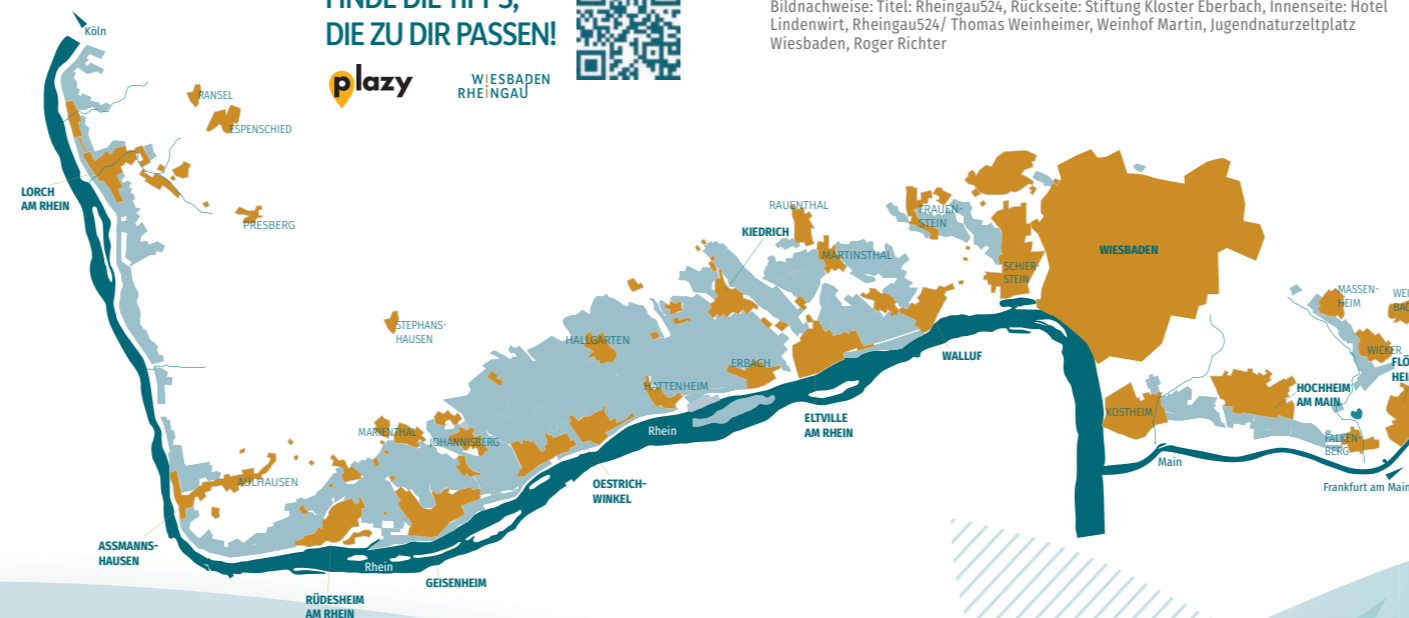 FINDE DIE TIPPS,
DIE ZU DIR PASSEN!
plazy
WIESBADEN
RHEINGAU
Bildnachweise: Titel: Rheingau524, Rückseite: Stiftung Kloster Eberbach, Innenseite: Hotel
Lindenwirt, Rheingau524/ Thomas Weinheimer, Weinhof Martin, Jugendnaturzeltplatz
Wiesbaden, Roger Richter
Köln
RANSEL
ESPENSCHIED
LORCH
AM RHEIN
PRESBERG
STEPHANS-
HAUSEN
MARIENTHAL
JOHANNISBERG
AULHAUSEN
ASSMANNS-
HAUSEN
RÜDESHEIM
AM RHEIN
Rhein
GEISENHEIM
HALLGARTEN
HATTENHEIM
OESTRICH-
WINKEL
Rhein
ERBACH
KIEDRICH
RAUENTHAL
MARTINSTHAL
ELTVILLE
AM RHEIN
WALLUF
FRAUEN-
STEIN
SCHIER-
STEIN
WIESBADEN
KOSTHEIM
Main
HOCHHEIM
AM MAIN
MASSEN-
HEIM
WICKER
FALKEN-
BERG
Frankfurt am Main